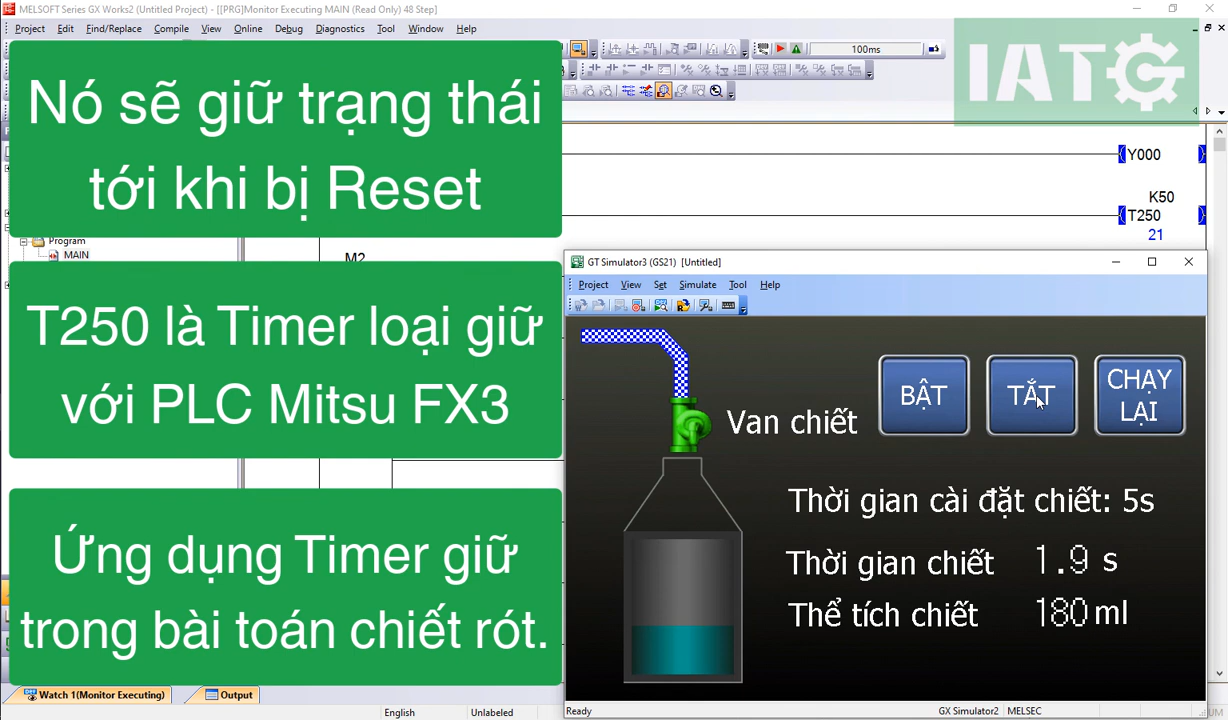 MELSOFT Series GX Works2 (Untitled Project) - [[PRG]Monitor Executing MAIN (Read Only) 48 Step]
Project Edit Find/Replace Compile View Online Debug Diagnostics Tool Window Help
100ms
IATG
Nó sẽ giữ trạng thái
tới khi bị Reset
Y000
K50
T250
21
Program
MAIN
M2
T250 là Timer loại giữ
với PLC Mitsu FX3
Ứng dụng Timer giữ
trong bài toán chiết rót.
GT Simulator3 (GS21) [Untitled]
Project View Set Simulate Tool Help
BẬT
TẮT
CHẠY
LẠI
Van chiết
Thời gian cài đặt chiết: 5s
Thời gian chiết 1.9 s
Thể tích chiết 180 ml
Ready GX Simulator2 MELSEC
Watch 1(Monitor Executing) Output
English Unlabeled